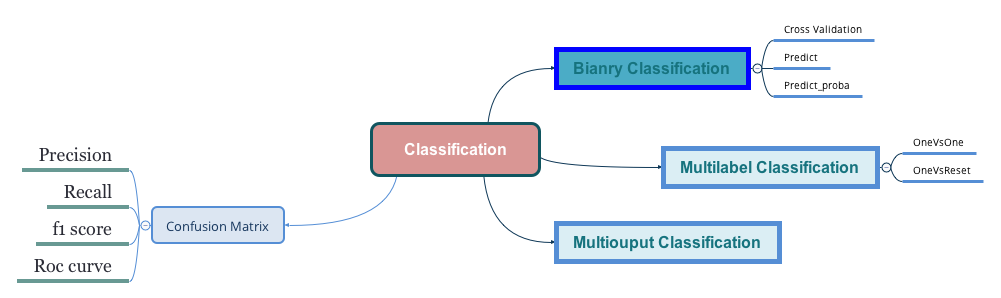 Classification
Bianry Classification
Cross Validation
Predict
Predict_proba
Multilabel Classification
OneVsOne
OneVsReset
Multiouput Classification
Confusion Matrix
Precision
Recall
f1 score
Roc curve